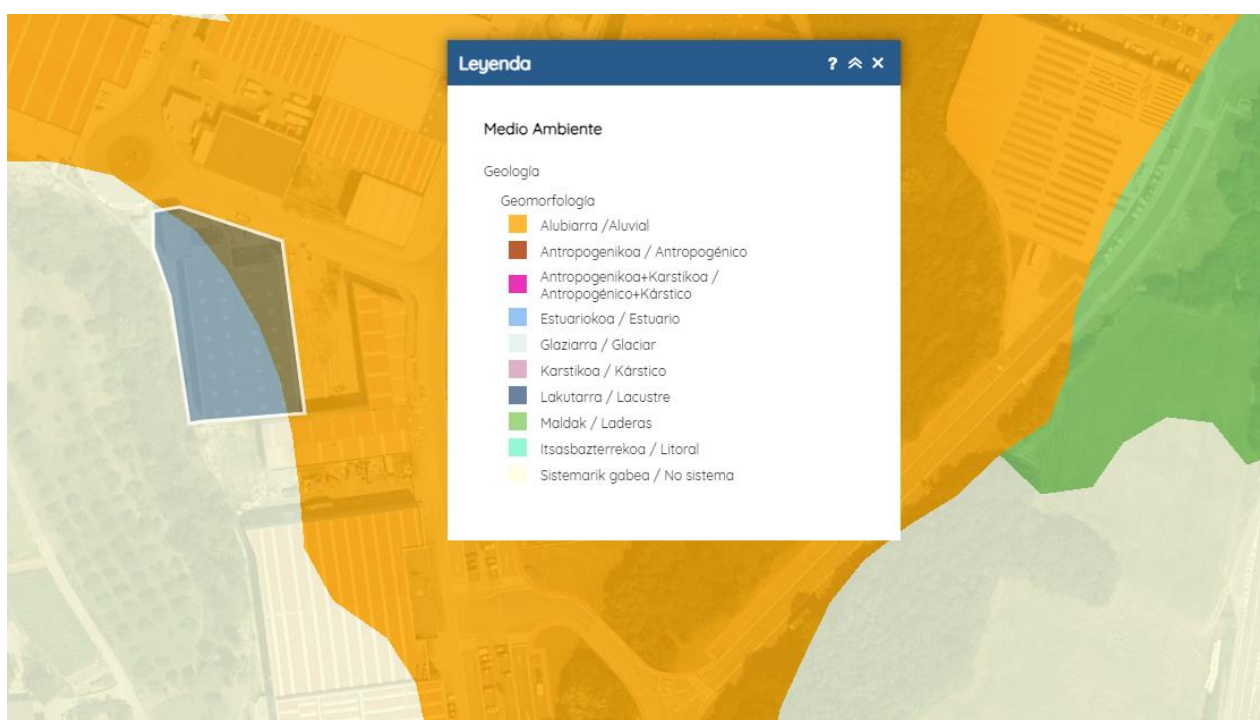 Leyenda ?
Medio Ambiente
Geología
Geomorfología
Alubiarra /Aluvial
Antropogenikoa / Antropogénico
Antropogenikoa+Karstikoa /
Antropogénico+Kárstico
Estuariokoa / Estuario
Glaziarra / Glaciar
Karstikoa / Kárstico
Lakutarra / Lacustre
Maldak / Laderas
Itsasbazterrekoa / Litoral
Sistemarik gabea / No sistema